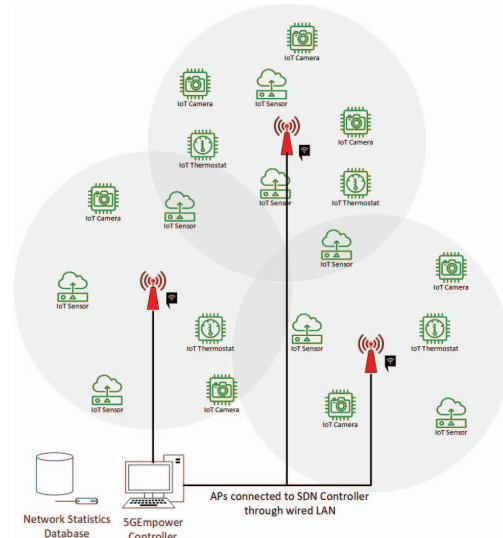 IoT Camera
IoT Camera
IoT Sensor
IoT Camera
IoT Thermostat
IoT Thermostat
IoT Sensor
IoT Camera
IoT Sensor
IoT Sensor
IoT Sensor
IoT Camera
IoT Thermostat
IoT Sensor
IoT Thermostat
IoT Sensor
IoT Camera
IoT Camera
IoT Sensor
APs connected to SDN Controller
through wired LAN
Network Statistics
Database
5GEmpower
Controller